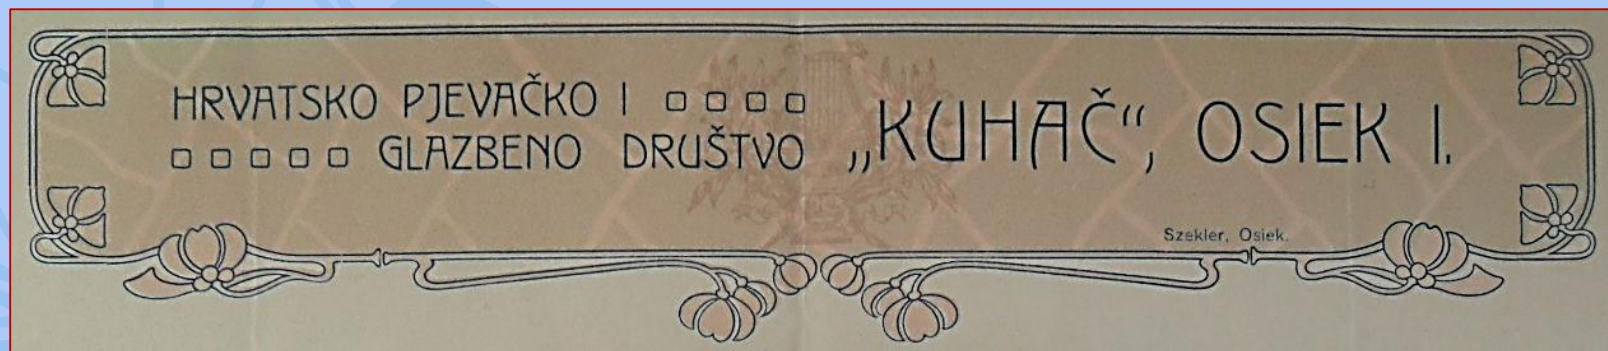 HRVATSKO PJEVAČKO I
GLAZBENO DRUŠTVO
„KUHAČ“, OSIEK I.
Szekler, Osiek.